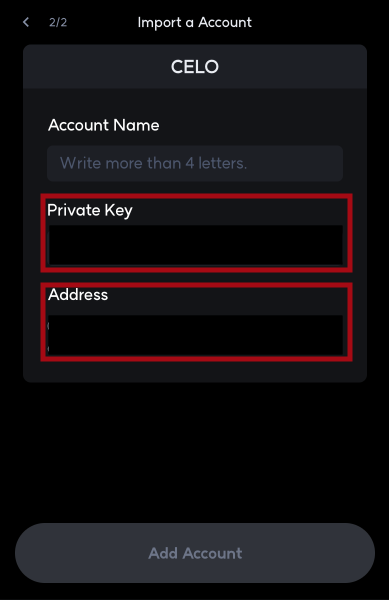 2/2
Import a Account
CELO
Account Name
Write more than 4 letters.
Private Key
Address
Add Account